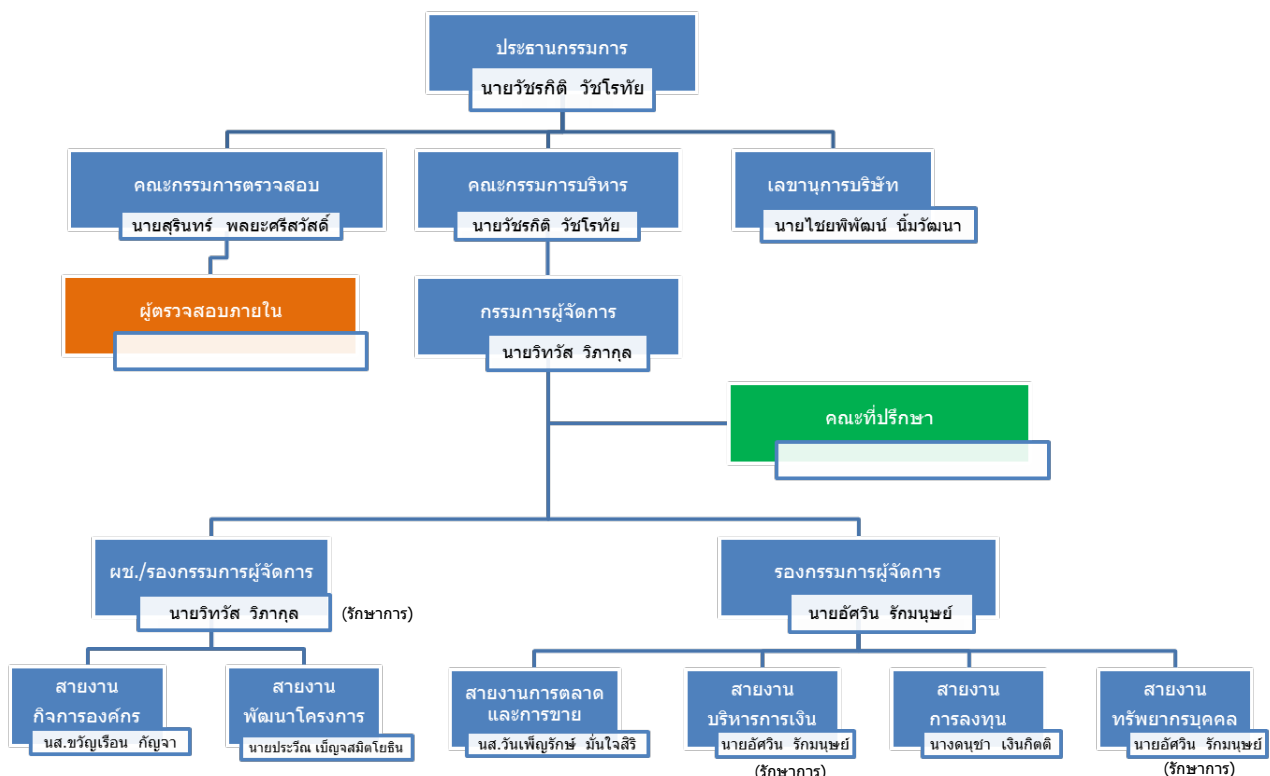 ประธานกรรมการ
นายวัชรกิติ วัชโรทัย
คณะกรรมการตรวจสอบ
นายสุรินทร์ พลยะศรีสวัสดิ์
คณะกรรมการบริหาร
นายวัชรกิติ วัชโรทัย
เลขานุการบริษัท
นายไชยพิพัฒน์ นิ้มวัฒนา
ผู้ตรวจสอบภายใน
กรรมการผู้จัดการ
นายวิทวัส วิภากุล
คณะที่ปรึกษา
ผช./รองกรรมการผู้จัดการ
นายวิทวัส วิภากุล (รักษาการ)
รองกรรมการผู้จัดการ
นายอัศวิน รักมนุษย์
สายงาน
กิจการองค์กร
นส.ขวัญเรือน กัญจา
สายงาน
พัฒนาโครงการ
นายประวีณ เบ็ญจสมิดโยธิน
สายงานการตลาด
และการขาย
นส.วันเพ็ญรักษ์ มั่นใจสิริ
สายงาน
บริหารการเงิน
นายอัศวิน รักมนุษย์
(รักษาการ)
สายงาน
การลงทุน
นางดนุชา เงินกิตติ
สายงาน
ทรัพยากรบุคคล
นายอัศวิน รักมนุษย์
(รักษาการ)